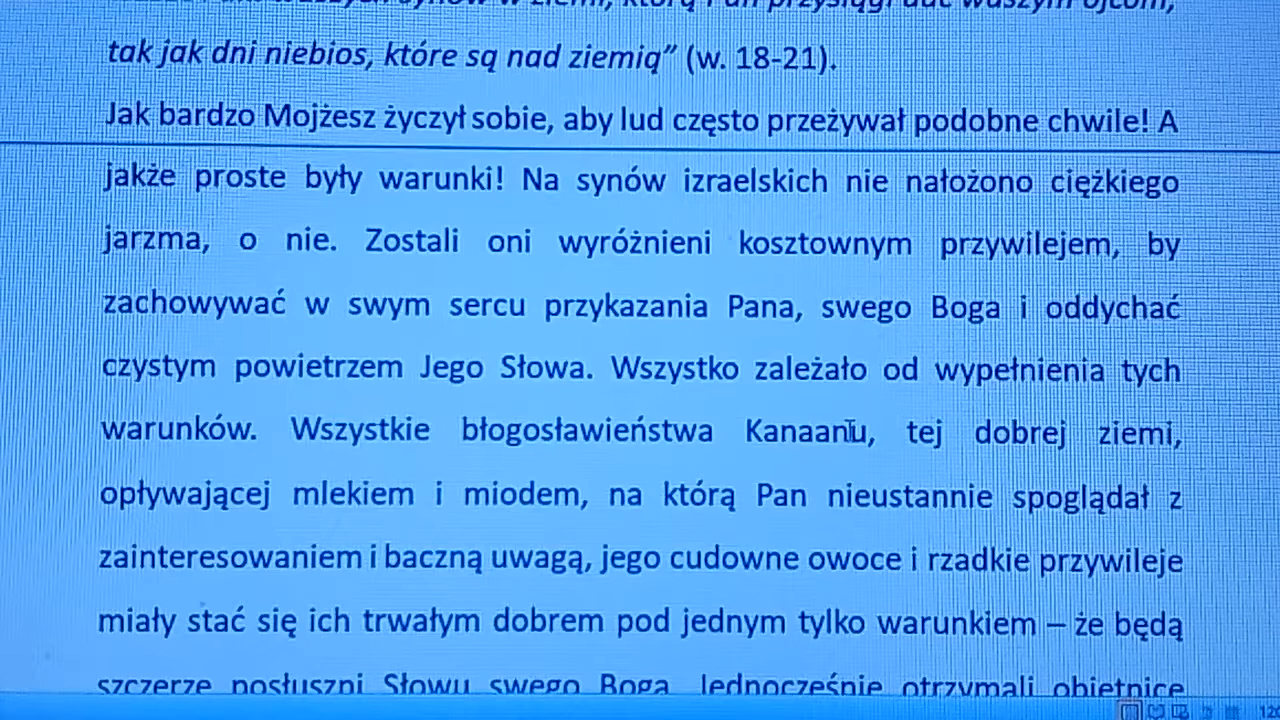 przysiągł dać waszym ojcom,
tak jak dni niebios, które są nad ziemią” (w. 18-21).
Jak bardzo Mojżesz życzył sobie, aby lud często przeżywał podobne chwile! A
jakże proste były warunki! Na synów izraelskich nie nałożono ciężkiego
jarzma, o nie. Zostali oni wyróżnieni kosztownym przywilejem, by
zachowywać w swym sercu przykazania Pana, swego Boga i oddychać
czystym powietrzem Jego Słowa. Wszystko zależało od wypełnienia tych
warunków. Wszystkie błogosławieństwa Kanaanu, tej dobrej ziemi,
opływającej mlekiem i miodem, na którą Pan nieustannie spoglądał z
zainteresowaniem i baczną uwagą, jego cudowne owoce i rzadkie przywileje
miały stać się ich trwałym dobrem pod jednym tylko warunkiem – że będą
szczerze posłuszni Słowu swego Boga. Jednocześnie otrzymali obietnicę